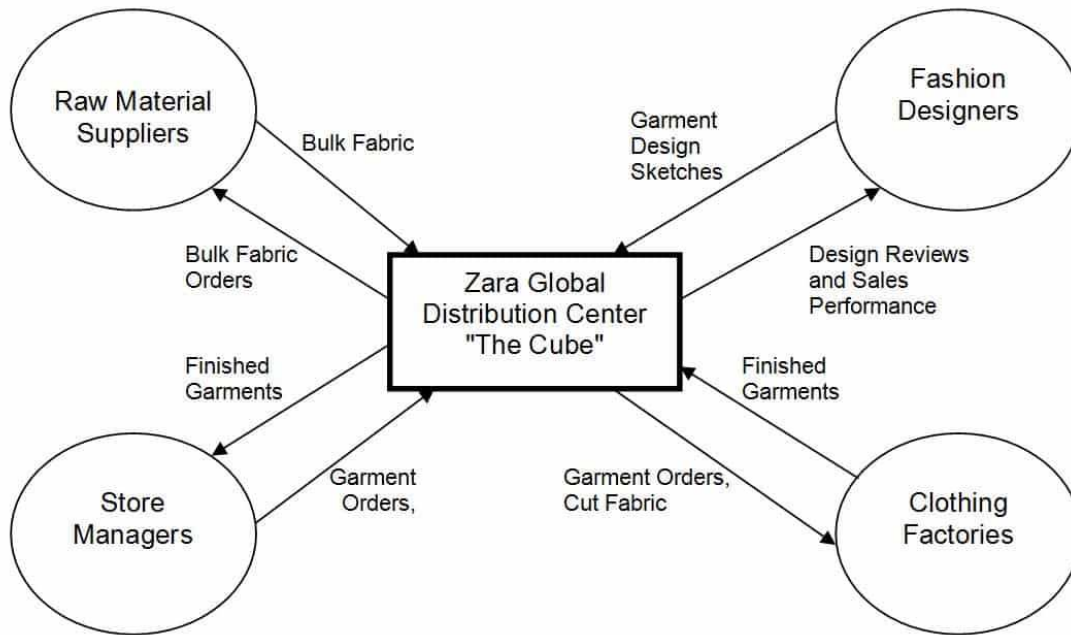 Raw Material
Suppliers
Fashion
Designers
Bulk Fabric
Garment
Design
Sketches
Bulk Fabric
Orders
Zara Global
Distribution Center
"The Cube"
Design Reviews
and Sales
Performance
Finished
Garments
Finished
Garments
Store
Managers
Garment
Orders,
Garment Orders,
Cut Fabric
Clothing
Factories